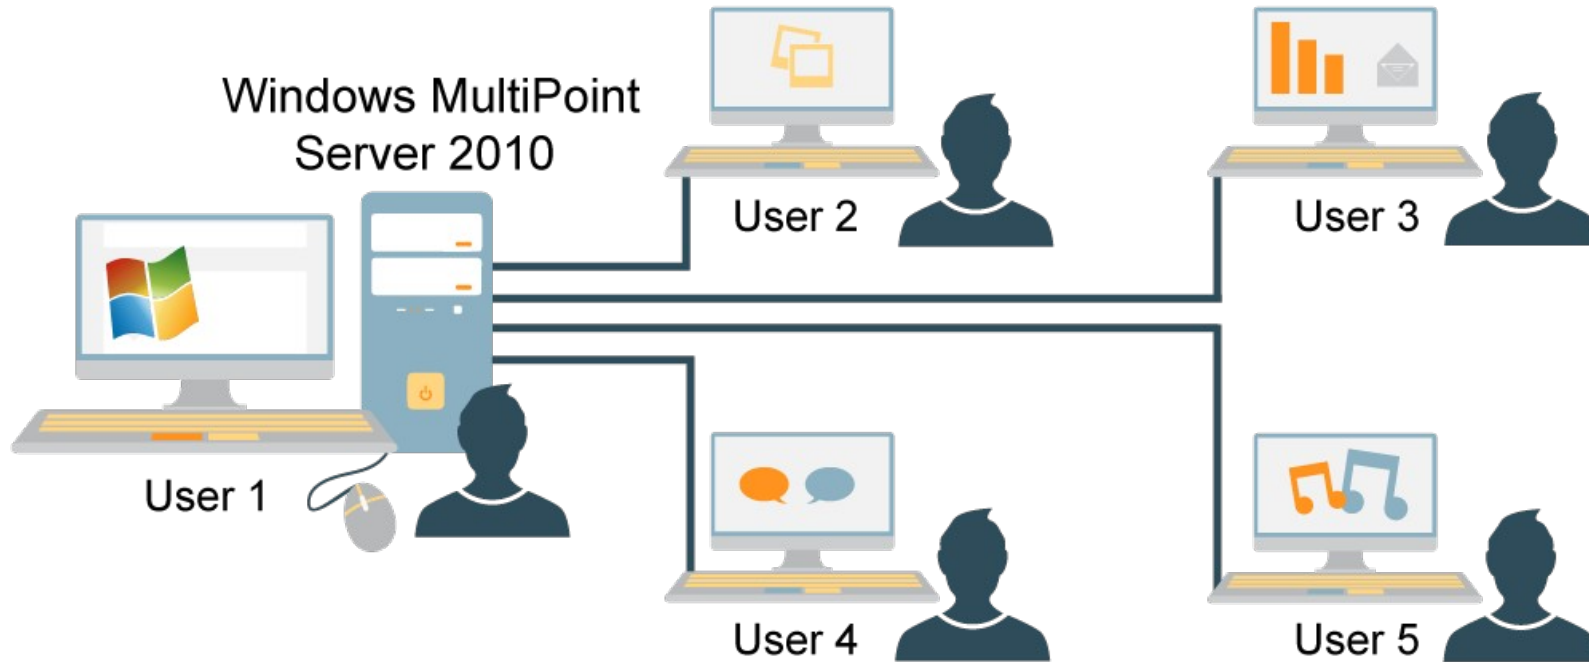 Windows MultiPoint
Server 2010
User 1
User 2
User 3
User 4
User 5